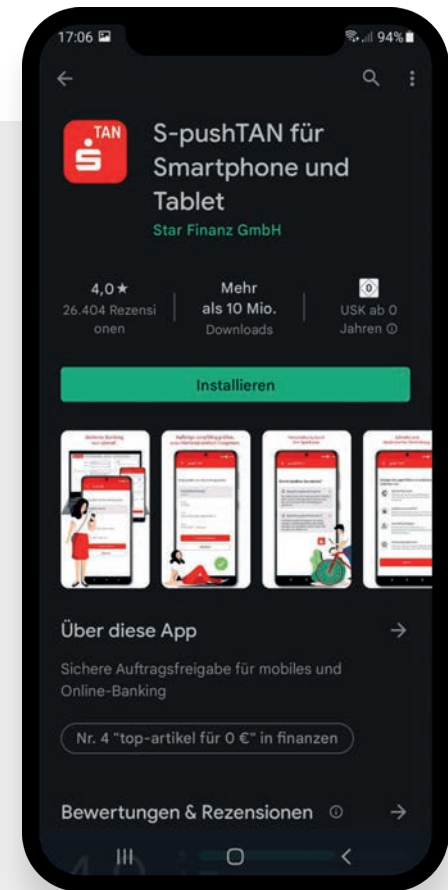 17:06 94%
TAN
S-pushTAN für
Smartphone und
Tablet
Star Finanz GmbH
4,0★
26.404 Rezensi
onen
Mehr
als 10 Mio.
Downloads
0
USK ab 0
Jahren
Installieren
Über diese App
Sichere Auftragsfreigabe für mobiles und
Online-Banking
Nr. 4 "top-artikel für 0 €" in finanzen
Bewertungen & Rezensionen